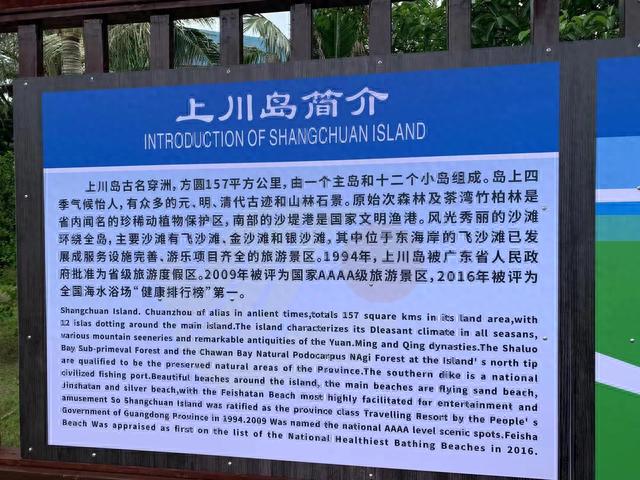 上川岛简介
INTRODUCTION OF SHANGCHUAN ISLAND
上川岛古名穿洲，方圆157平方公里，由一个主岛和十二个小岛组成。岛上四
季气候怡人，有众多的元、明、清代古迹和山林石景。原始次森林及茶湾竹柏林是
省内闻名的珍稀动植物保护区，南部的沙堤港是国家文明渔港。风光秀丽的沙滩
环绕全岛，主要沙滩有飞沙滩、金沙滩和银沙滩，其中位于东海岸的飞沙滩已发
展成服务设施完善、游乐项目齐全的旅游景区。1994年，上川岛被广东省人民政
府批准为省级旅游度假区。2009年被评为国家AAAA级旅游景区，2016年被评为
全国海水浴场“健康排行榜”第一。
Shangchuan Island. Chuanzhou of alias in anlient times,totals 157 square kms in its land area,with
12 islas dotting around the main island.The island characterizes its Dleasant climate in all seasans,
various mountain seeneries and remarkable antiquities of the Yuan.Ming and Qing dynasties.The Shaluo
Bay Sub-primeval Forest and the Chawan Bay Natural Podocarpus NAgi Forest at the Island's north tip
are qualified to be the preserved natural areas of the Province.The southern dike is a national
civilized fishing port.Beautiful beaches around the island, the main beaches are flying sand beach,
Jinshatan and silver beach,with the Feishatan Beach most highly facilitated for entertainment and
amusement So Shangchuan Island was ratified as the province class Travelling Resort by the People's
Government of Guangdong Province in 1994.2009 Was named the national AAAA level scenic spots.Feisha
Beach Was appraised as first on the list of the National Healthiest Bathing Beaches in 2016.